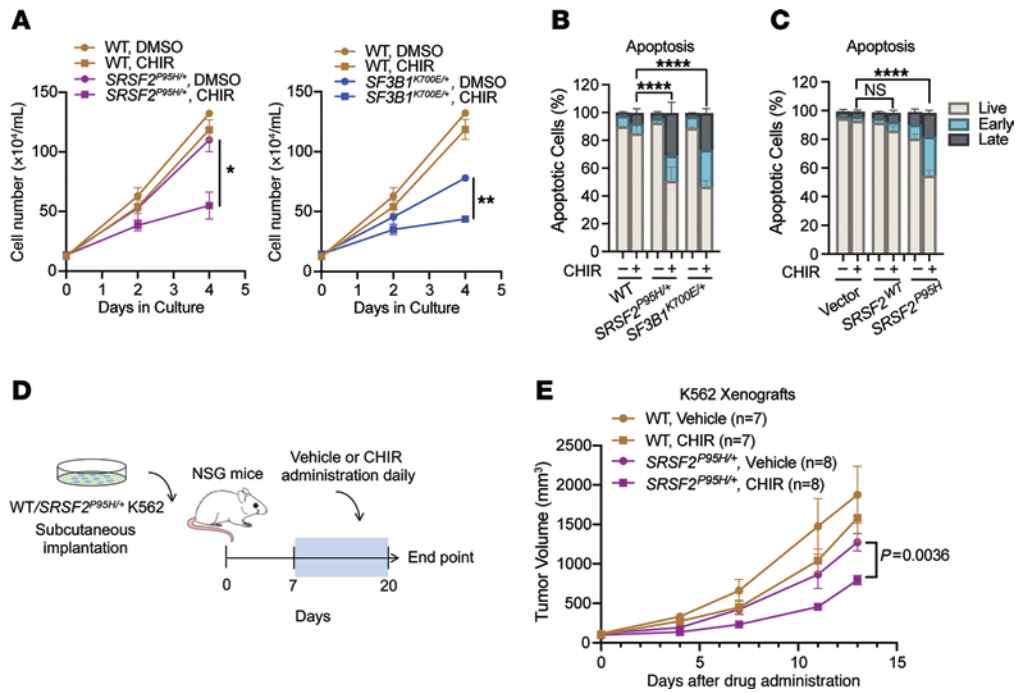 A
WT, DMSO
WT, CHIR
SRSF2P95H/+, DMSO
SRSF2P95H/+, CHIR
Cell number (×10⁴/mL)
150
100
50
0
0 2 4
Days in Culture
*
WT, DMSO
WT, CHIR
SF3B1K700E/+, DMSO
SF3B1K700E/+, CHIR
Cell number (×10⁴/mL)
150
100
50
0
0 2 4
Days in Culture
**
B
Apoptosis
****
****
Apoptotic Cells (%)
120
100
80
60
40
20
0
CHIR − + − + − +
WT
SRSF2P95H/+
SF3B1K700E/+
C
Apoptosis
****
NS
Apoptotic Cells (%)
120
100
80
60
40
20
0
Live
Early
Late
CHIR − + − + − +
Vector
SRSF2WT
SRSF2P95H
D
WT/SRSF2P95H/+ K562
Subcutaneous
implantation
NSG mice
Vehicle or CHIR
administration daily
End point
0 7 20
Days
E
K562 Xenografts
WT, Vehicle (n=7)
WT, CHIR (n=7)
SRSF2P95H/+, Vehicle (n=8)
SRSF2P95H/+, CHIR (n=8)
Tumor Volume (mm³)
2500
2000
1500
1000
500
0
0 5 10 15
Days after drug administration
P=0.0036